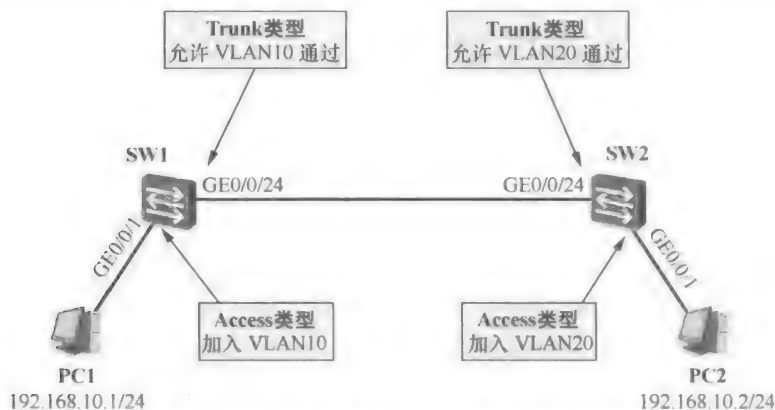 Trunk类型
允许 VLAN10 通过
Trunk类型
允许 VLAN20 通过
SW1
SW2
GE0/0/24
GE0/0/24
GE0/0/1
GE0/0/1
Access类型
加入 VLAN10
Access类型
加入 VLAN20
PC1
PC2
192.168.10.1/24
192.168.10.2/24